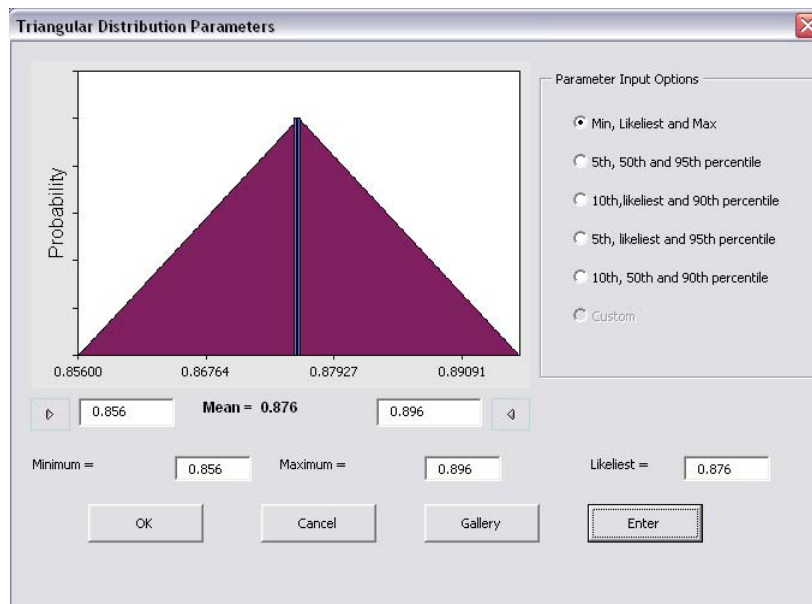 Triangular Distribution Parameters
Probability
0.85600 0.86764 0.87927 0.89091
0.856 Mean = 0.876 0.896
Parameter Input Options
Min, Likeliest and Max
5th, 50th and 95th percentile
10th,likeliest and 90th percentile
5th, likeliest and 95th percentile
10th, 50th and 90th percentile
Custom
Minimum = 0.856 Maximum = 0.896 Likeliest = 0.876
OK Cancel Gallery Enter